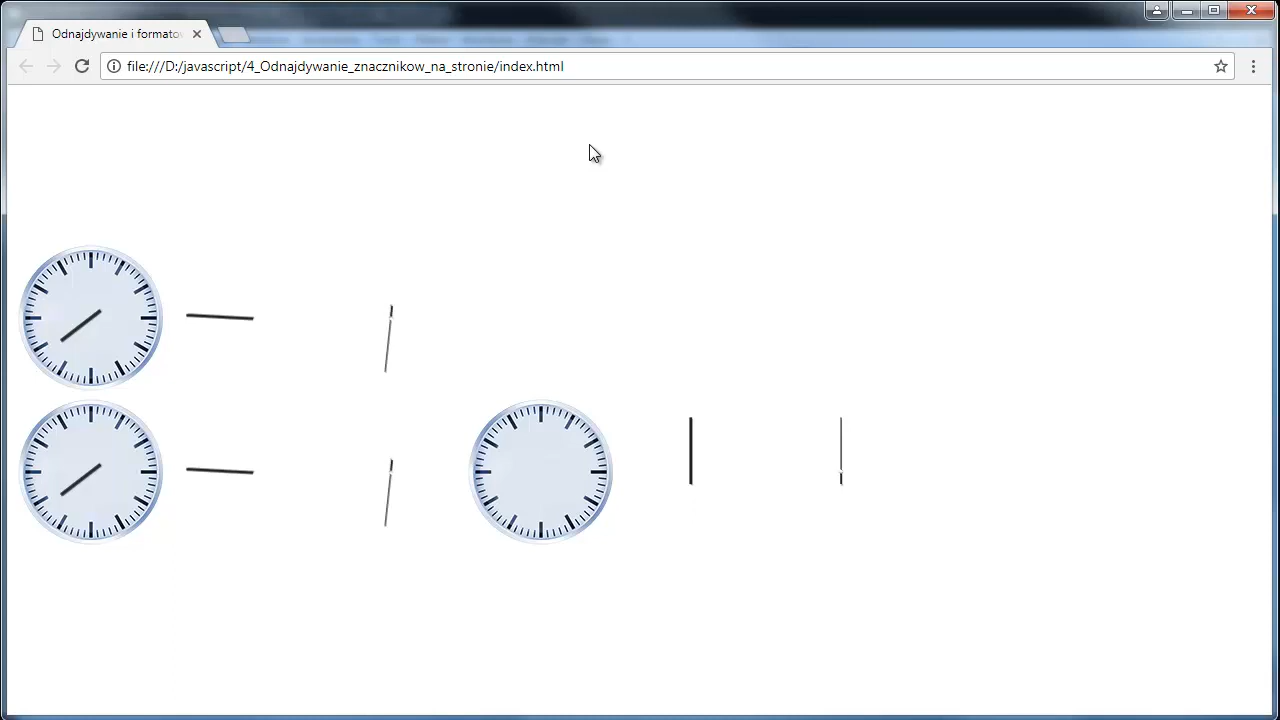 Odnajdywanie i formato
file:///D:/javascript/4_Odnajdywanie_znacznikow_na_stronie/index.html